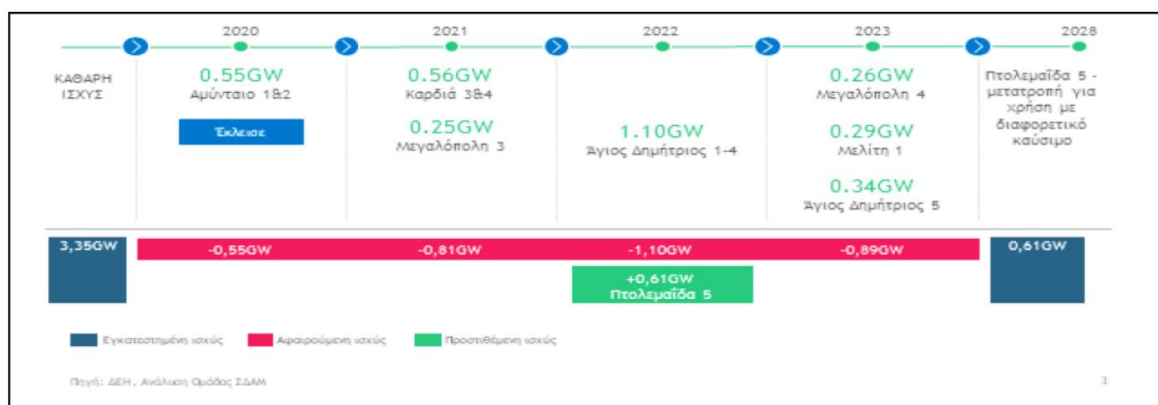 2020
2021
2022
2023
2028
ΚΑΘΑΡΗ
ΙΣΧΥΣ
0.55GW
Αμύνταιο 1&2
Έκλεισε
0.56GW
Καρδιά 3&4
0.25GW
Μεγαλόπολη 3
1.10GW
Άγιος Δημήτριος 1-4
0.26GW
Μεγαλόπολη 4
0.29GW
Μελίτη 1
0.34GW
Άγιος Δημήτριος 5
Πτολεμαΐδα 5 -
μετατροπή για
χρήση με
διαφορετικό
καύσιμο
3,35GW
-0,55GW
-0,81GW
-1,10GW
-0,89GW
0,61GW
+0,61GW
Πτολεμαΐδα 5
Εγκατεστημένη ισχύς
Αφαιρούμενη ισχύς
Προστιθέμενη ισχύς
Πηγή: ΔΕΗ, Ανάλυση Ομάδας ΣΔΑΜ
3